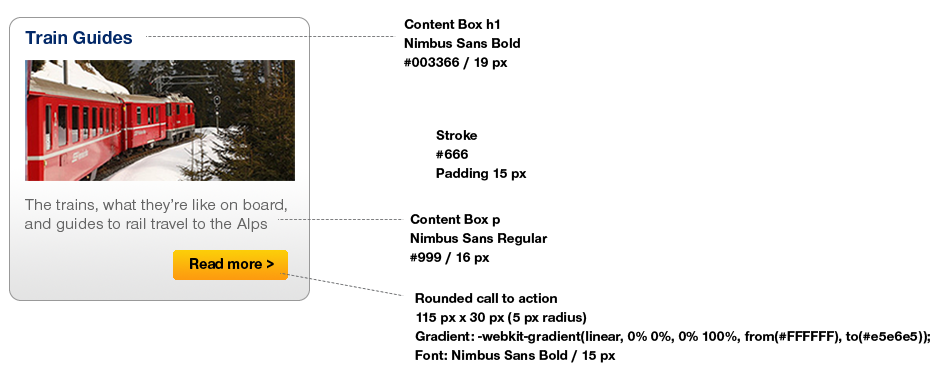 Train Guides
The trains, what they're like on board,
and guides to rail travel to the Alps
Read more >
Content Box h1
Nimbus Sans Bold
#003366 / 19 px
Stroke
#666
Padding 15 px
Content Box p
Nimbus Sans Regular
#999 / 16 px
Rounded call to action
115 px x 30 px (5 px radius)
Gradient: -webkit-gradient(linear, 0% 0%, 0% 100%, from(#FFFFFF), to(#e5e6e5));
Font: Nimbus Sans Bold / 15 px